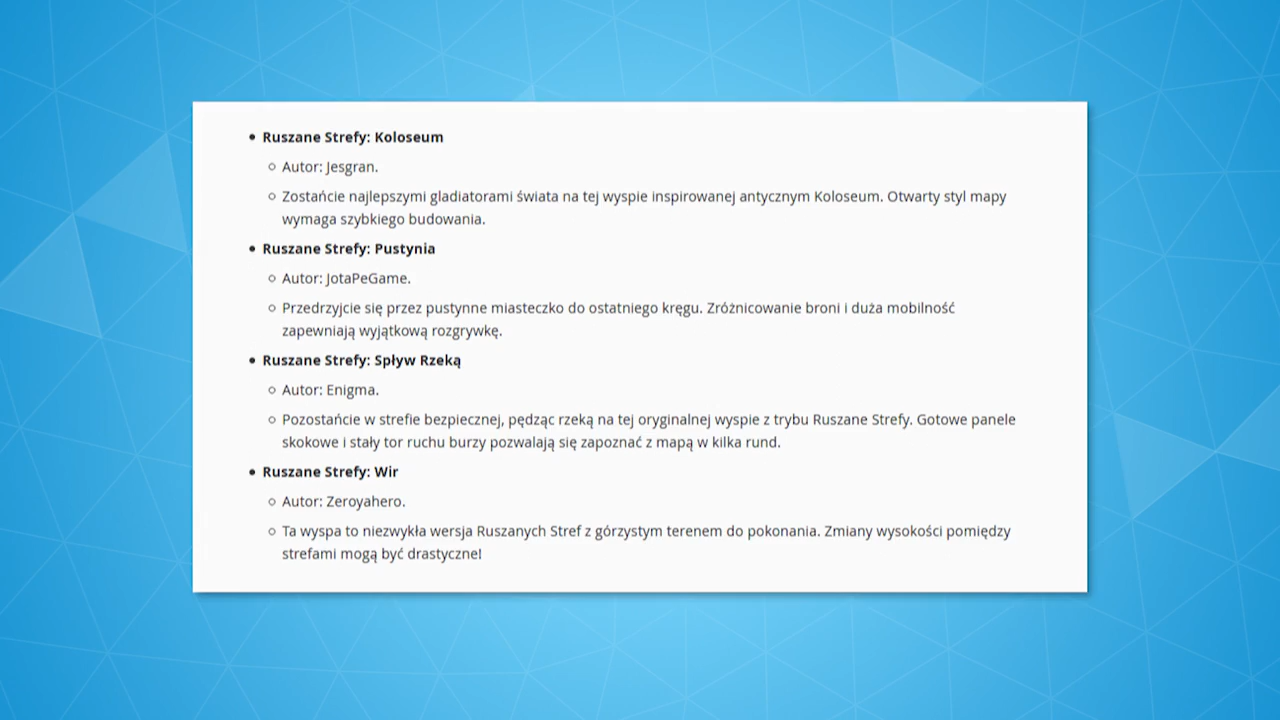 Ruszane Strefy: Koloseum
Autor: Jesgran.
Zostańcie najlepszymi gladiatorami świata na tej wyspie inspirowanej antycznym Koloseum. Otwarty styl mapy
wymaga szybkiego budowania.
Ruszane Strefy: Pustynia
Autor: JotaPeGame.
Przedrzyjcie się przez pustynne miasteczko do ostatniego kręgu. Zróżnicowanie broni i duża mobilność
zapewniają wyjątkową rozgrywkę.
Ruszane Strefy: Spływ Rzeką
Autor: Enigma.
Pozostańcie w strefie bezpiecznej, pędząc rzeką na tej oryginalnej wyspie z trybu Ruszane Strefy. Gotowe panele
skokowe i stały tor ruchu burzy pozwalają się zapoznać z mapą w kilka rund.
Ruszane Strefy: Wir
Autor: Zeroyahero.
Ta wyspa to niezwykła wersja Ruszanych Stref z górzystym terenem do pokonania. Zmiany wysokości pomiędzy
strefami mogą być drastyczne!